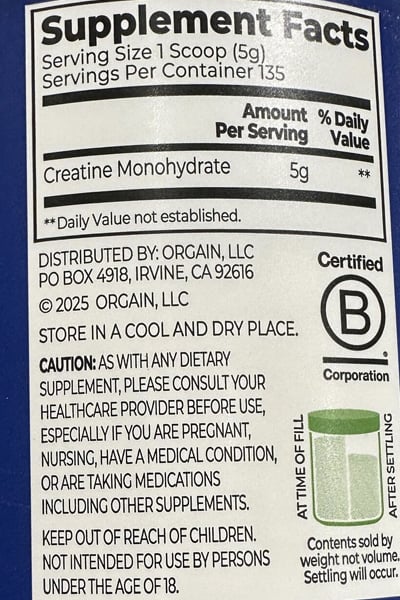 Supplement Facts
Serving Size 1 Scoop (5g)
Servings Per Container 135
Amount Per Serving
% Daily Value
Creatine Monohydrate 5g **
**Daily Value not established.
DISTRIBUTED BY: ORGAIN, LLC
PO BOX 4918, IRVINE, CA 92616
© 2025 ORGAIN, LLC
STORE IN A COOL AND DRY PLACE.
CAUTION: AS WITH ANY DIETARY
SUPPLEMENT, PLEASE CONSULT YOUR
HEALTHCARE PROVIDER BEFORE USE,
ESPECIALLY IF YOU ARE PREGNANT,
NURSING, HAVE A MEDICAL CONDITION,
OR ARE TAKING MEDICATIONS
INCLUDING OTHER SUPPLEMENTS.
KEEP OUT OF REACH OF CHILDREN.
NOT INTENDED FOR USE BY PERSONS
UNDER THE AGE OF 18.
Certified
B
Corporation
AT TIME OF FILL
AFTER SETTLING
Contents sold by
weight not volume.
Settling will occur.